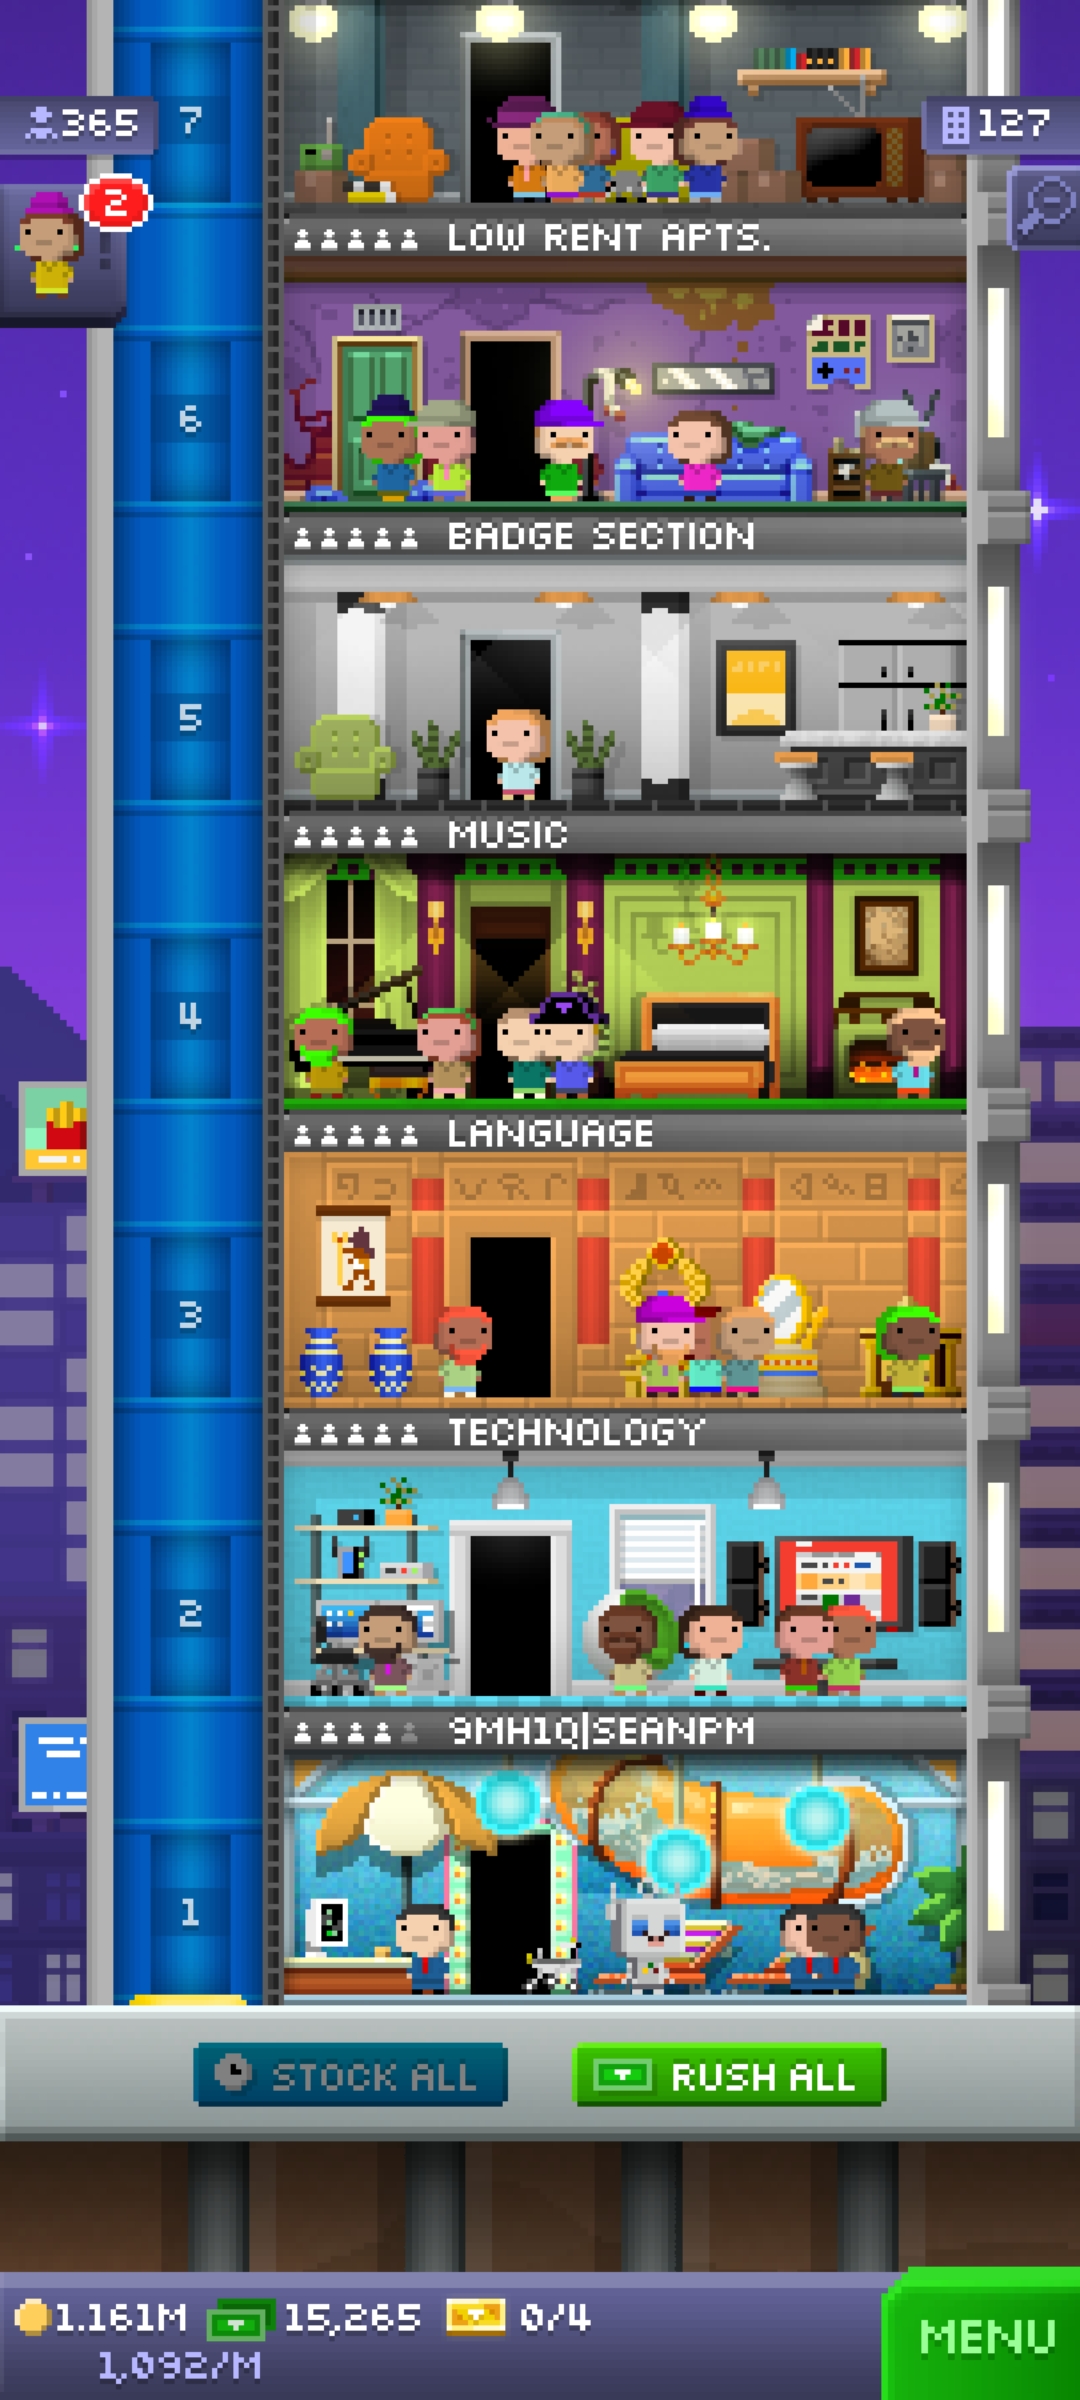 365
7
127
2
LOW RENT APTS.
6
BADGE SECTION
5
MUSIC
4
LANGUAGE
3
TECHNOLOGY
2
9MH1Q|SEANPM
1
STOCK ALL
RUSH ALL
1.161M 15,265 0/4
1,092/M
MENU